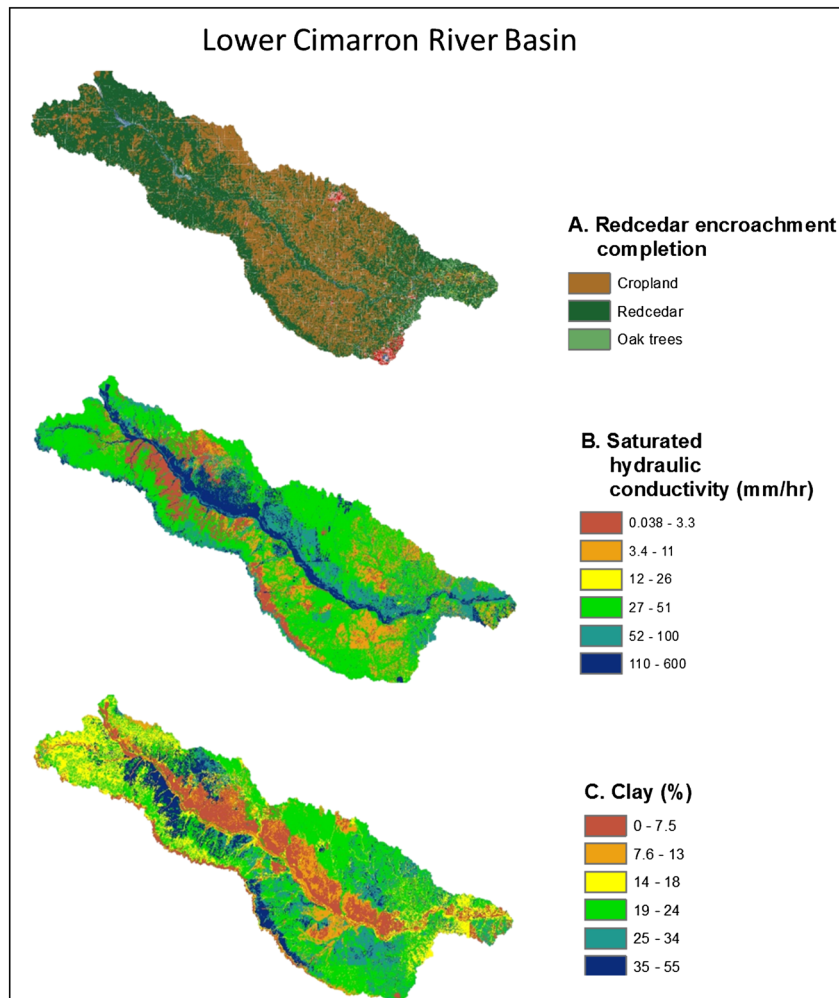 Lower Cimarron River Basin
A. Redcedar encroachment
completion
Cropland
Redcedar
Oak trees
B. Saturated
hydraulic
conductivity (mm/hr)
0.038 - 3.3
3.4 - 11
12 - 26
27 - 51
52 - 100
110 - 600
C. Clay (%)
0 - 7.5
7.6 - 13
14 - 18
19 - 24
25 - 34
35 - 55